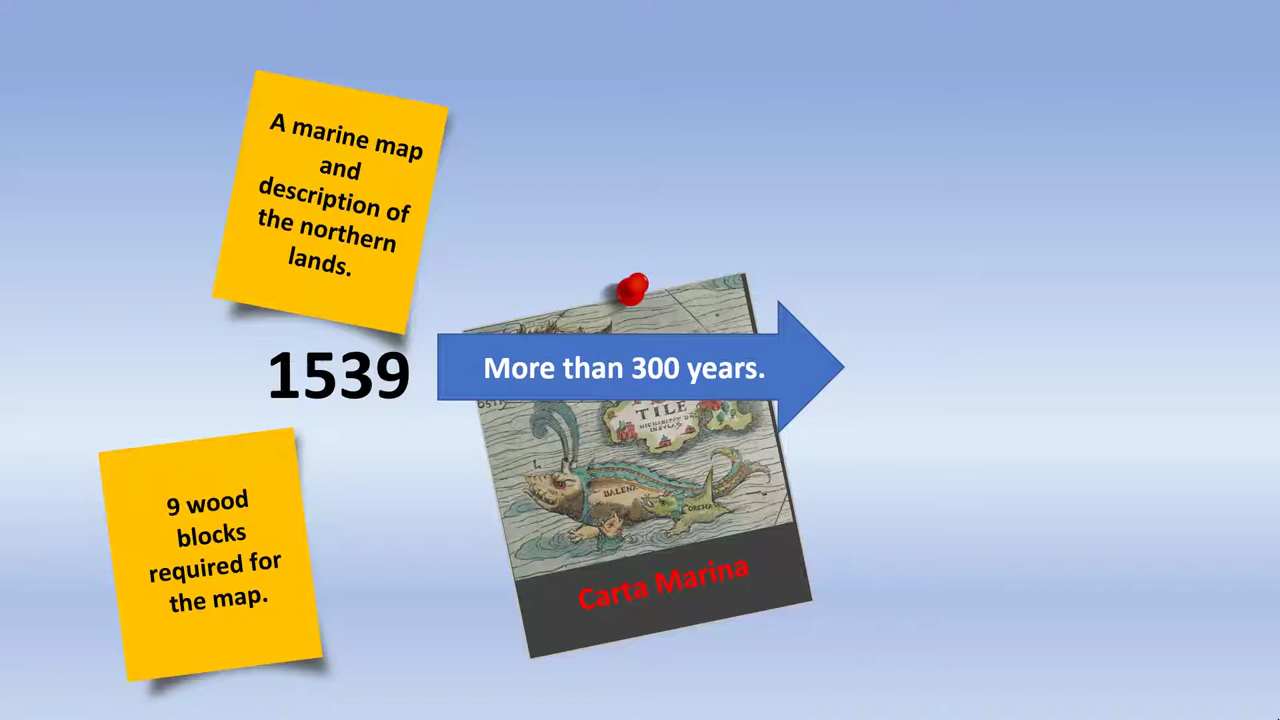 A marine map
and
description of
the northern
lands.
1539
More than 300 years.
TILE
BALENA
ORCHA
9 wood
blocks
required for
the map.
Carta Marina